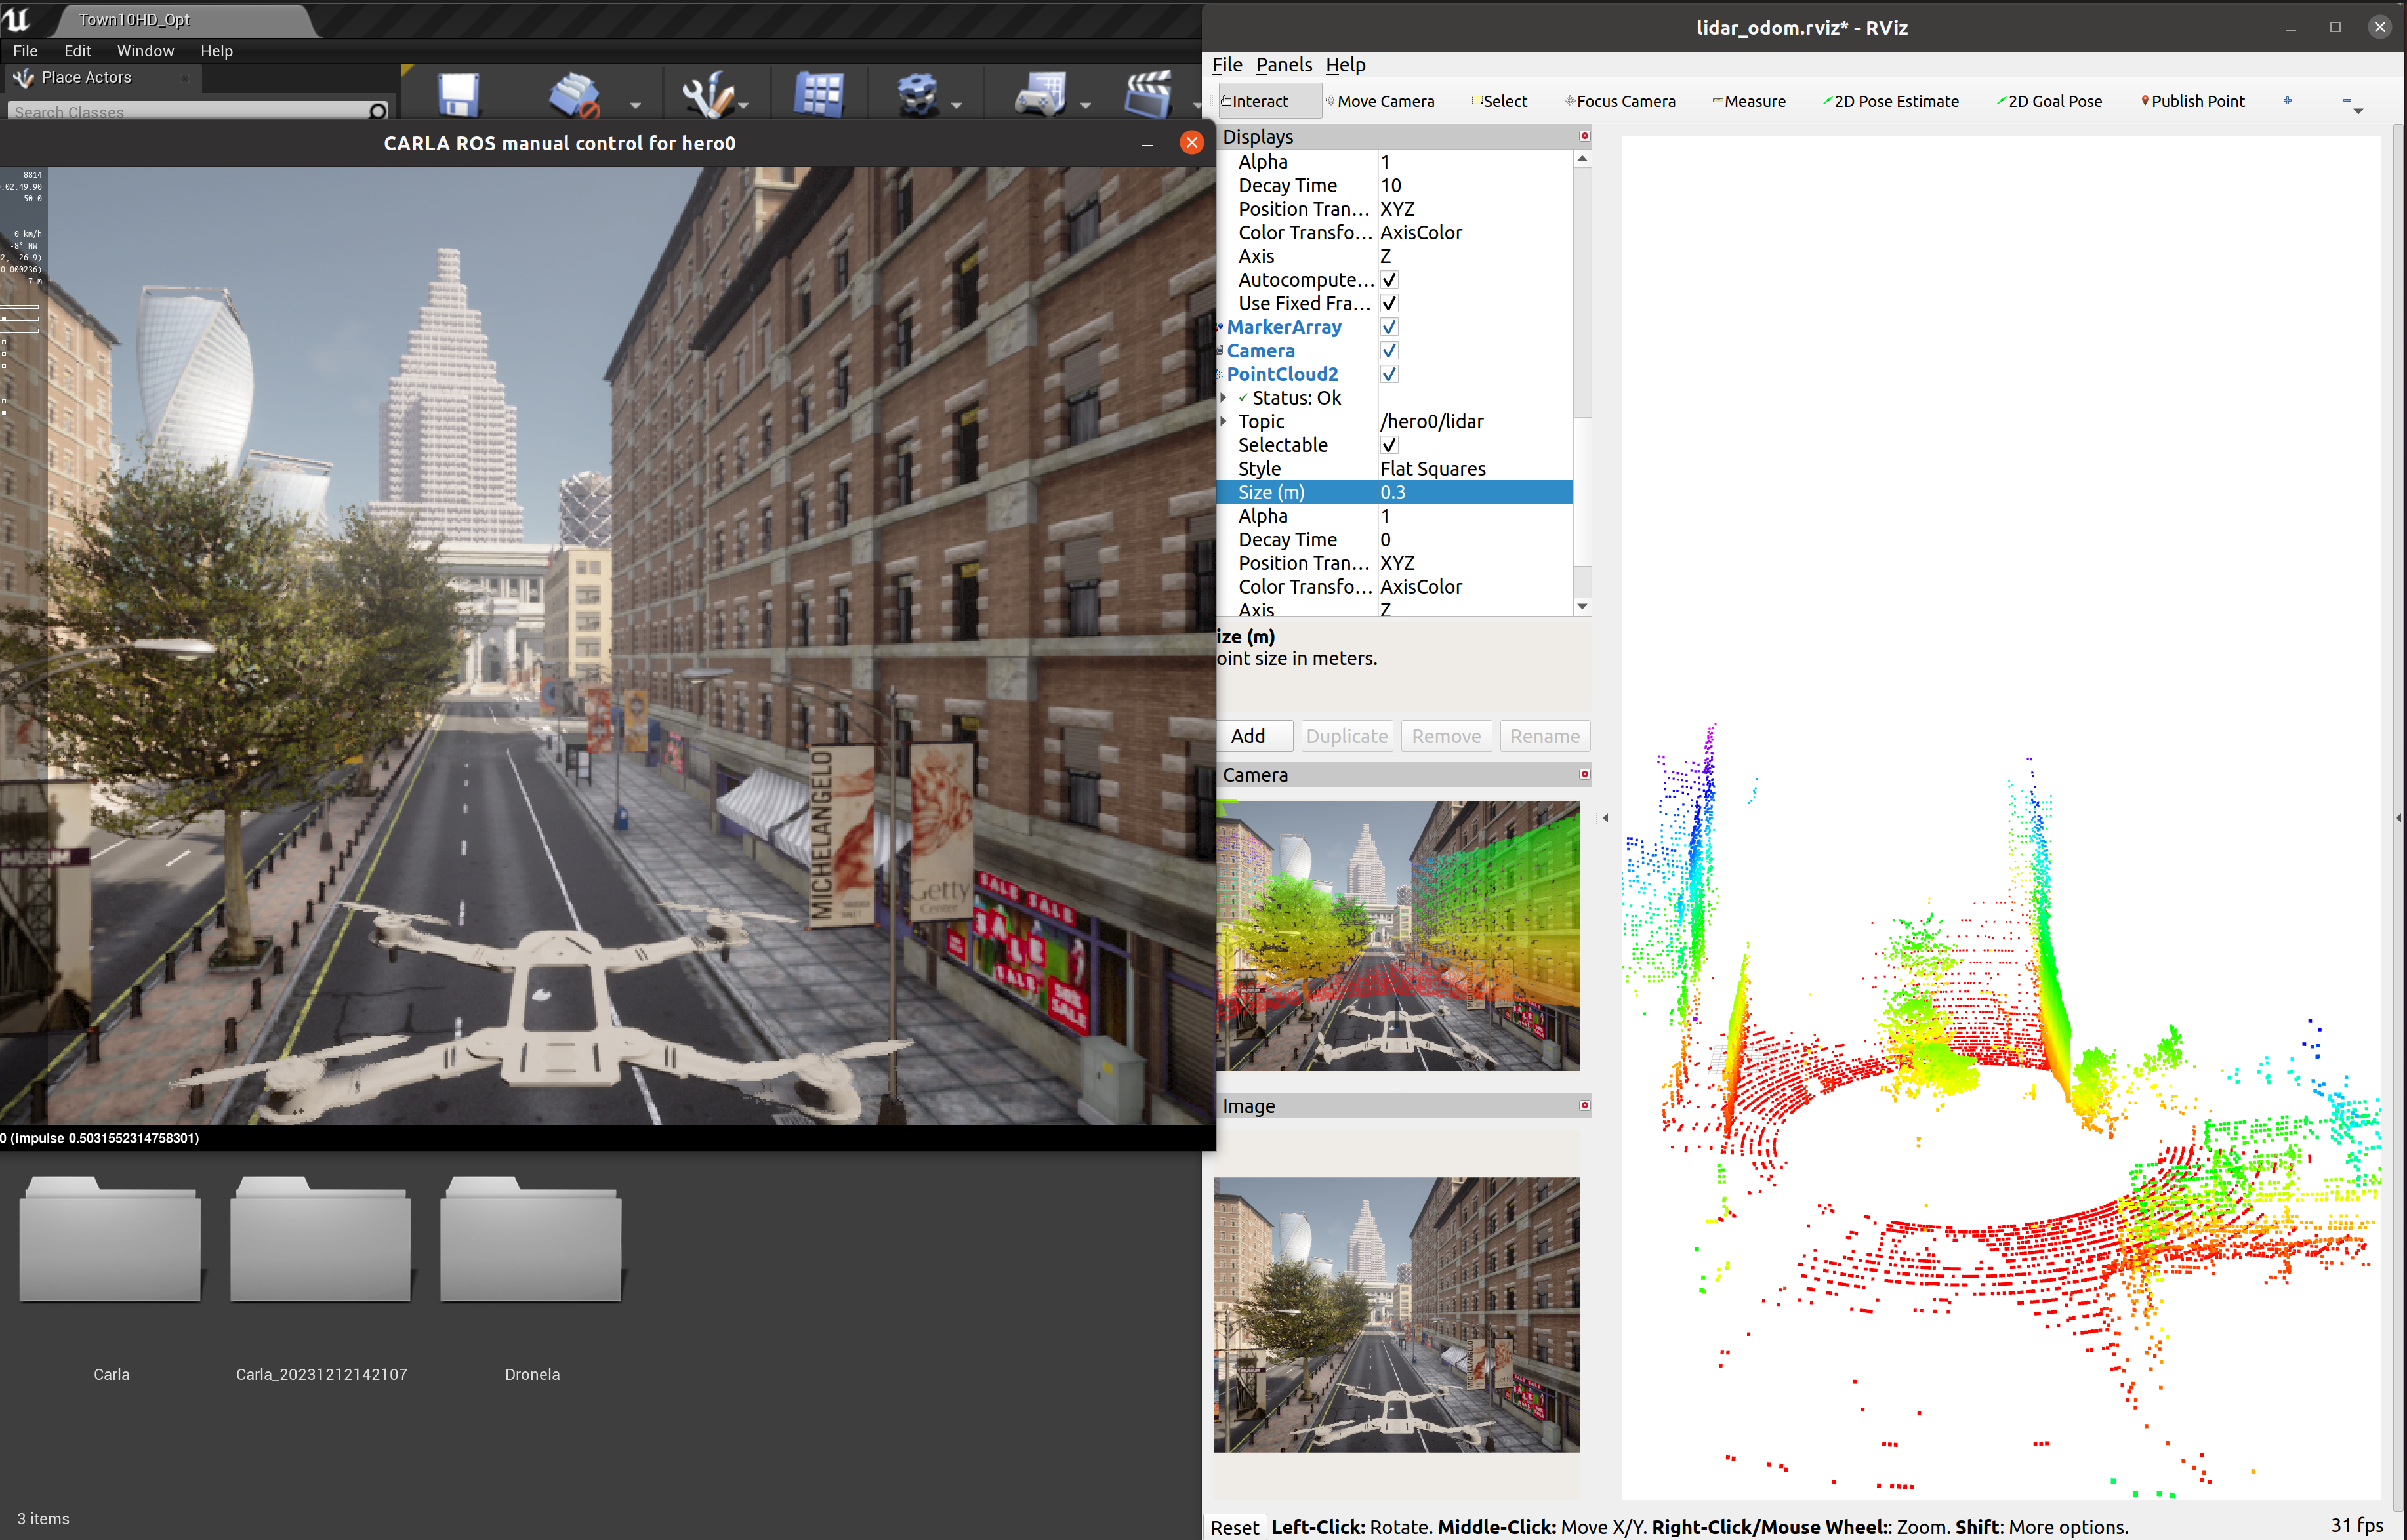 Town10HD_Opt
File Edit Window Help
Place Actors
Search Classes
CARLA ROS manual control for hero0
8814
:02:49.90
50.0
0 km/h
-8° NW
2, -26.9)
0.000236)
7 m
MUSEUM
MICHELANGELO
Getty
Center
SALE SALE
SALE
SALE
SALE
0 (impulse 0.5031552314758301)
Carla
Carla_20231212142107
Dronela
3 items
lidar_odom.rviz* - RViz
File Panels Help
Interact Move Camera Select Focus Camera Measure 2D Pose Estimate 2D Goal Pose Publish Point
Displays
Alpha 1
Decay Time 10
Position Tran... XYZ
Color Transfo... AxisColor
Axis Z
Autocompute... ✓
Use Fixed Fra... ✓
MarkerArray ✓
Camera ✓
PointCloud2 ✓
✓ Status: Ok
Topic /hero0/lidar
Selectable ✓
Style Flat Squares
Size (m) 0.3
Alpha 1
Decay Time 0
Position Tran... XYZ
Color Transfo... AxisColor
Axis Z
ize (m)
oint size in meters.
Add Duplicate Remove Rename
Camera
Image
Reset Left-Click: Rotate. Middle-Click: Move X/Y. Right-Click/Mouse Wheel:: Zoom. Shift: More options. 31 fps